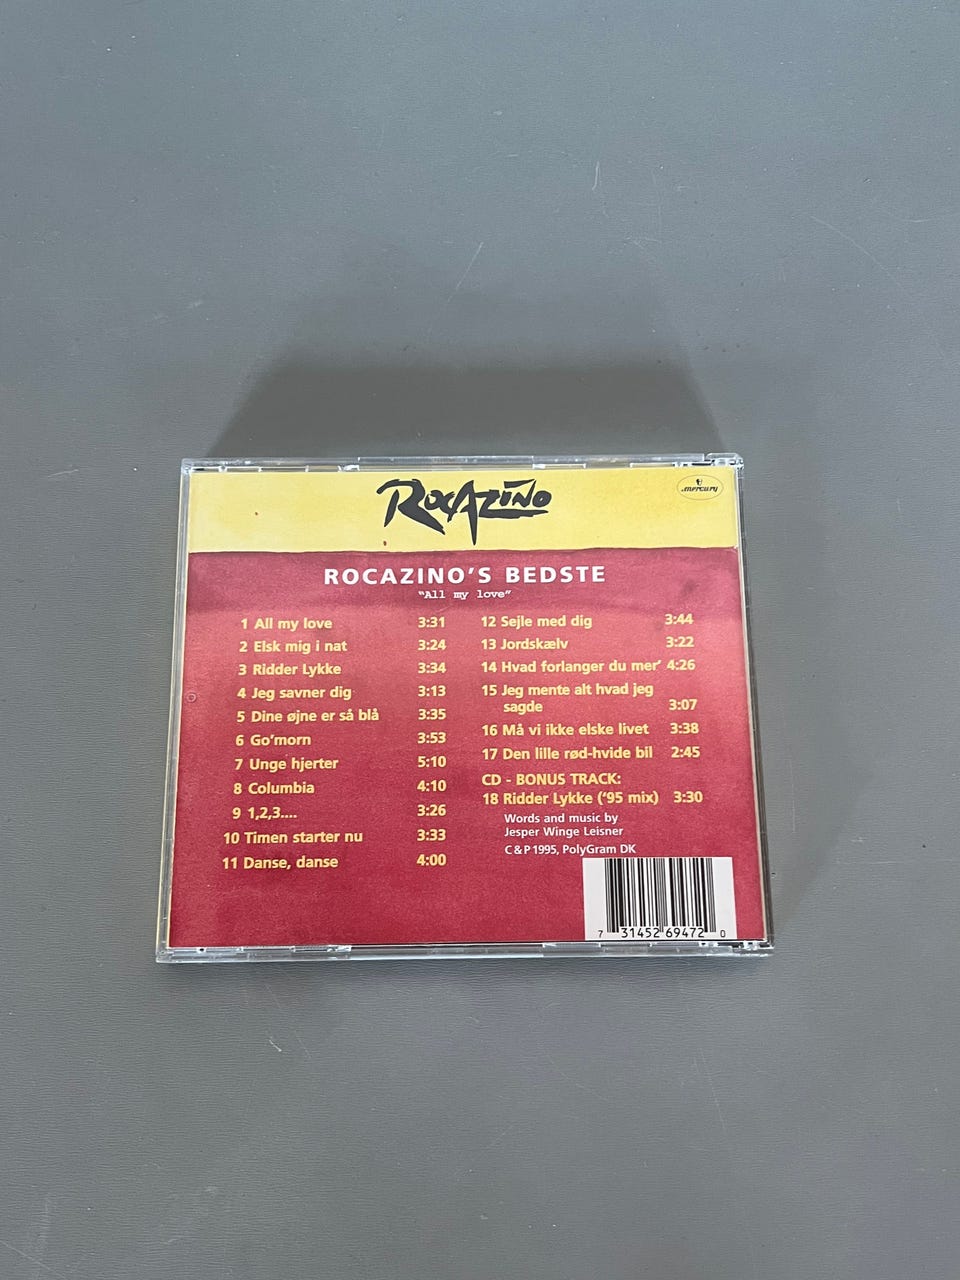 ROCAZINO
mercury
ROCAZINO'S BEDSTE
"All my love"
1 All my love 3:31
2 Elsk mig i nat 3:24
3 Ridder Lykke 3:34
4 Jeg savner dig 3:13
5 Dine øjne er så blå 3:35
6 Go'morn 3:53
7 Unge hjerter 5:10
8 Columbia 4:10
9 1,2,3.... 3:26
10 Timen starter nu 3:33
11 Danse, danse 4:00
12 Sejle med dig 3:44
13 Jordskælv 3:22
14 Hvad forlanger du mer' 4:26
15 Jeg mente alt hvad jeg
sagde 3:07
16 Må vi ikke elske livet 3:38
17 Den lille rød-hvide bil 2:45
CD - BONUS TRACK:
18 Ridder Lykke ('95 mix) 3:30
Words and music by
Jesper Winge Leisner
C & P 1995, PolyGram DK
7 31452 69472 0